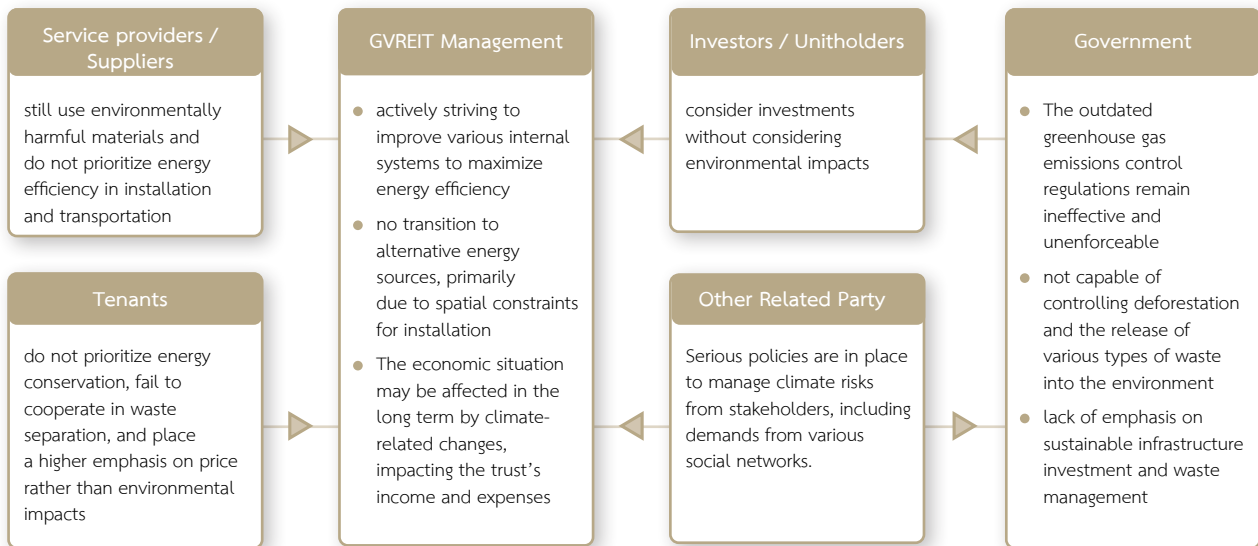 Service providers /
Suppliers
still use environmentally
harmful materials and
do not prioritize energy
efficiency in installation
and transportation
Tenants
do not prioritize energy
conservation, fail to
cooperate in waste
separation, and place
a higher emphasis on price
rather than environmental
impacts
GVREIT Management
• actively striving to
improve various internal
systems to maximize
energy efficiency
• no transition to
alternative energy
sources, primarily
due to spatial constraints
for installation
• The economic situation
may be affected in the
long term by climate-
related changes,
impacting the trust's
income and expenses
Investors / Unitholders
consider investments
without considering
environmental impacts
Other Related Party
Serious policies are in place
to manage climate risks
from stakeholders, including
demands from various
social networks.
Government
• The outdated
greenhouse gas
emissions control
regulations remain
ineffective and
unenforceable
• not capable of
controlling deforestation
and the release of
various types of waste
into the environment
• lack of emphasis on
sustainable infrastructure
investment and waste
management